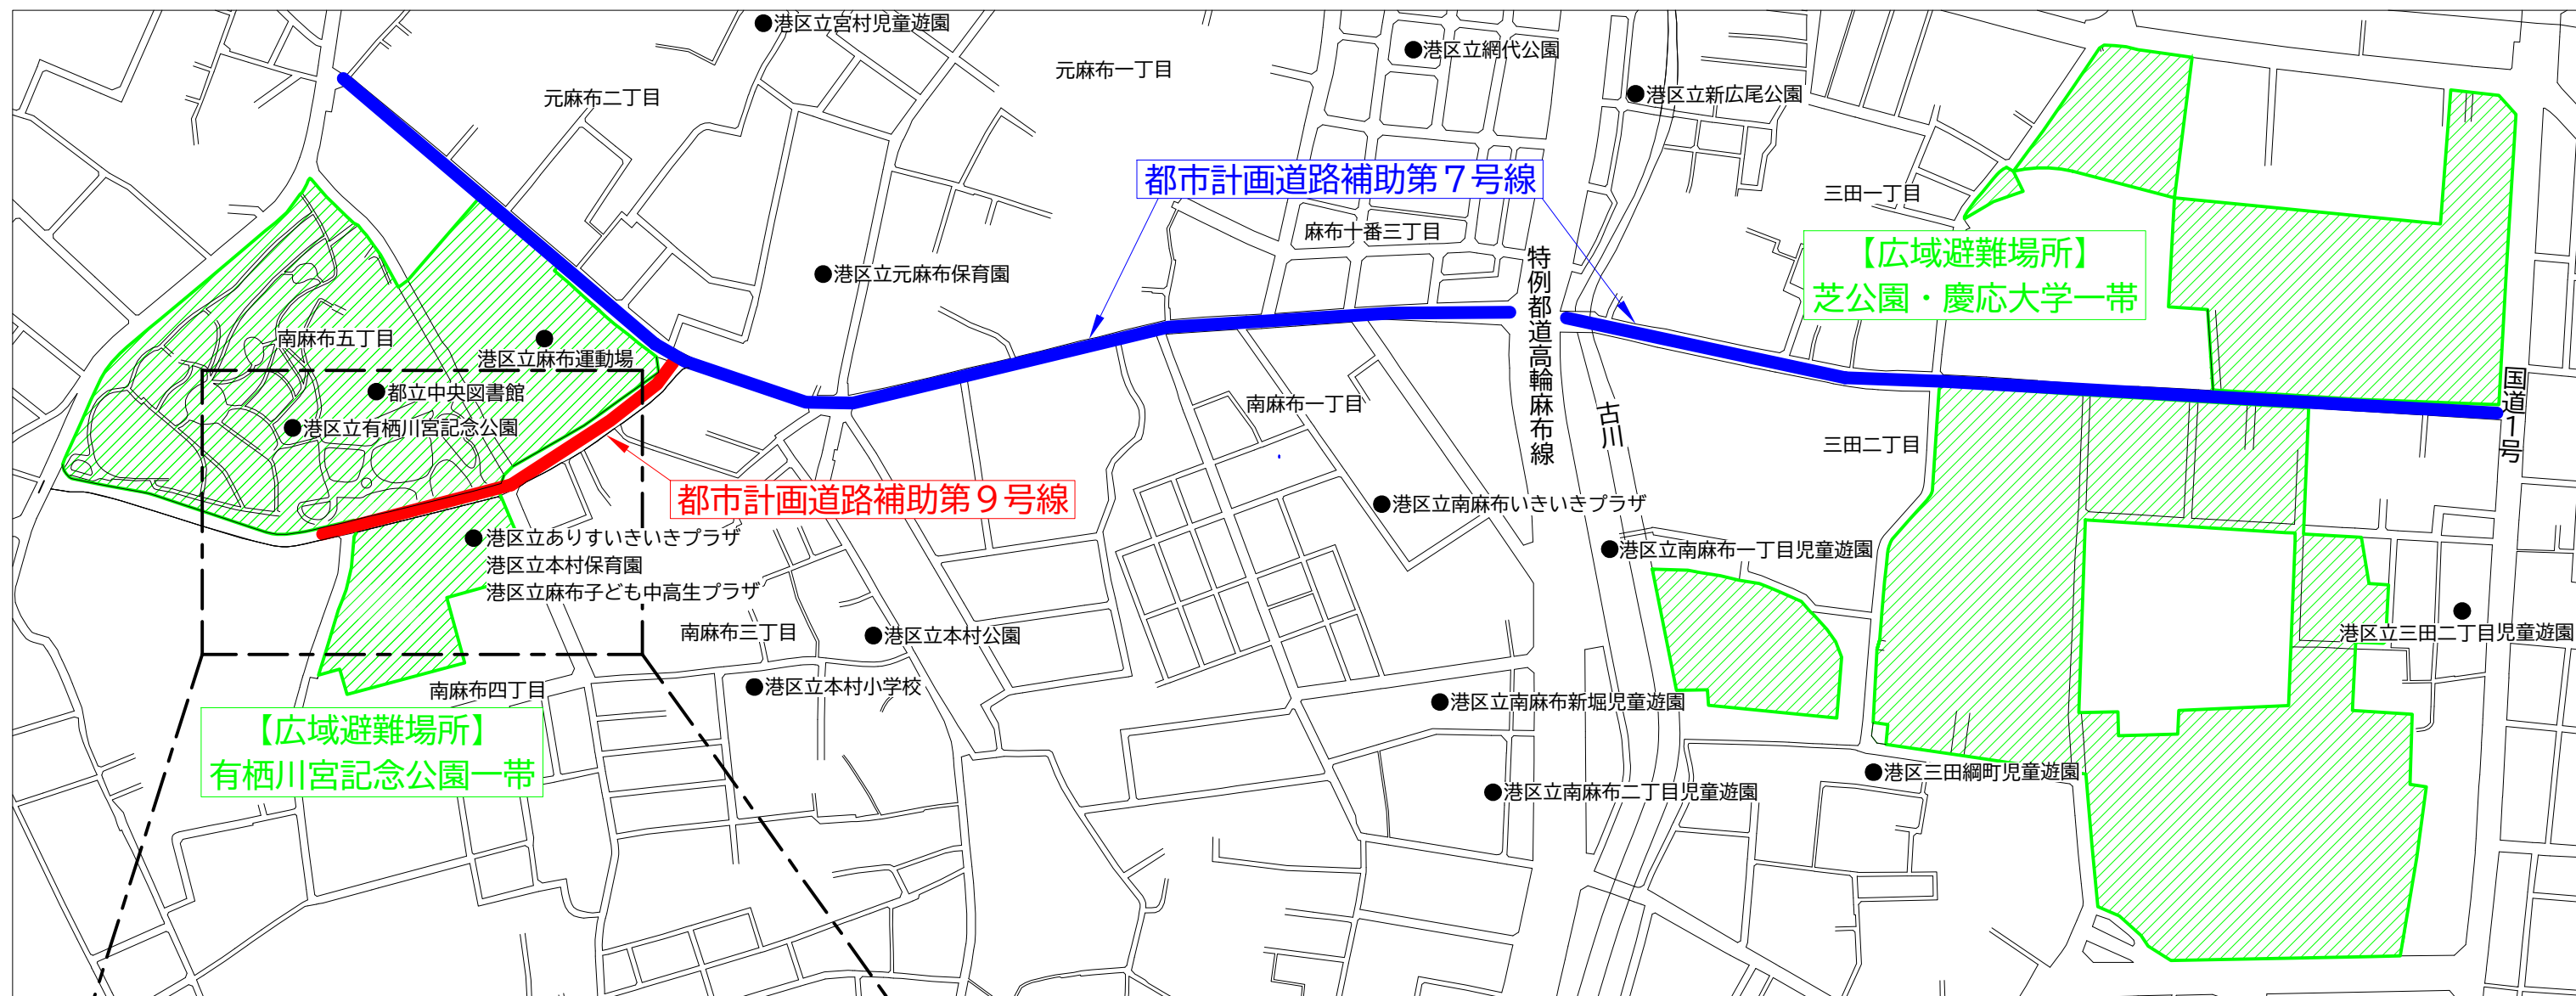 港区立宮村児童遊園
元麻布一丁目
港区立網代公園
元麻布二丁目
港区立新広尾公園
都市計画道路補助第７号線
三田一丁目
麻布十番三丁目
【広域避難場所】
芝公園・慶応大学一帯
港区立元麻布保育園
特例都道高輪麻布線
南麻布五丁目
港区立麻布運動場
都立中央図書館
南麻布一丁目
古川
国道1号
港区立有栖川宮記念公園
三田二丁目
都市計画道路補助第９号線
港区立南麻布いきいきプラザ
港区立ありすいきいきプラザ
港区立本村保育園
港区立麻布子ども中高生プラザ
港区立南麻布一丁目児童遊園
南麻布三丁目
港区立本村公園
港区立三田二丁目児童遊園
南麻布四丁目
港区立本村小学校
港区立南麻布新堀児童遊園
【広域避難場所】
有栖川宮記念公園一帯
港区三田綱町児童遊園
港区立南麻布二丁目児童遊園